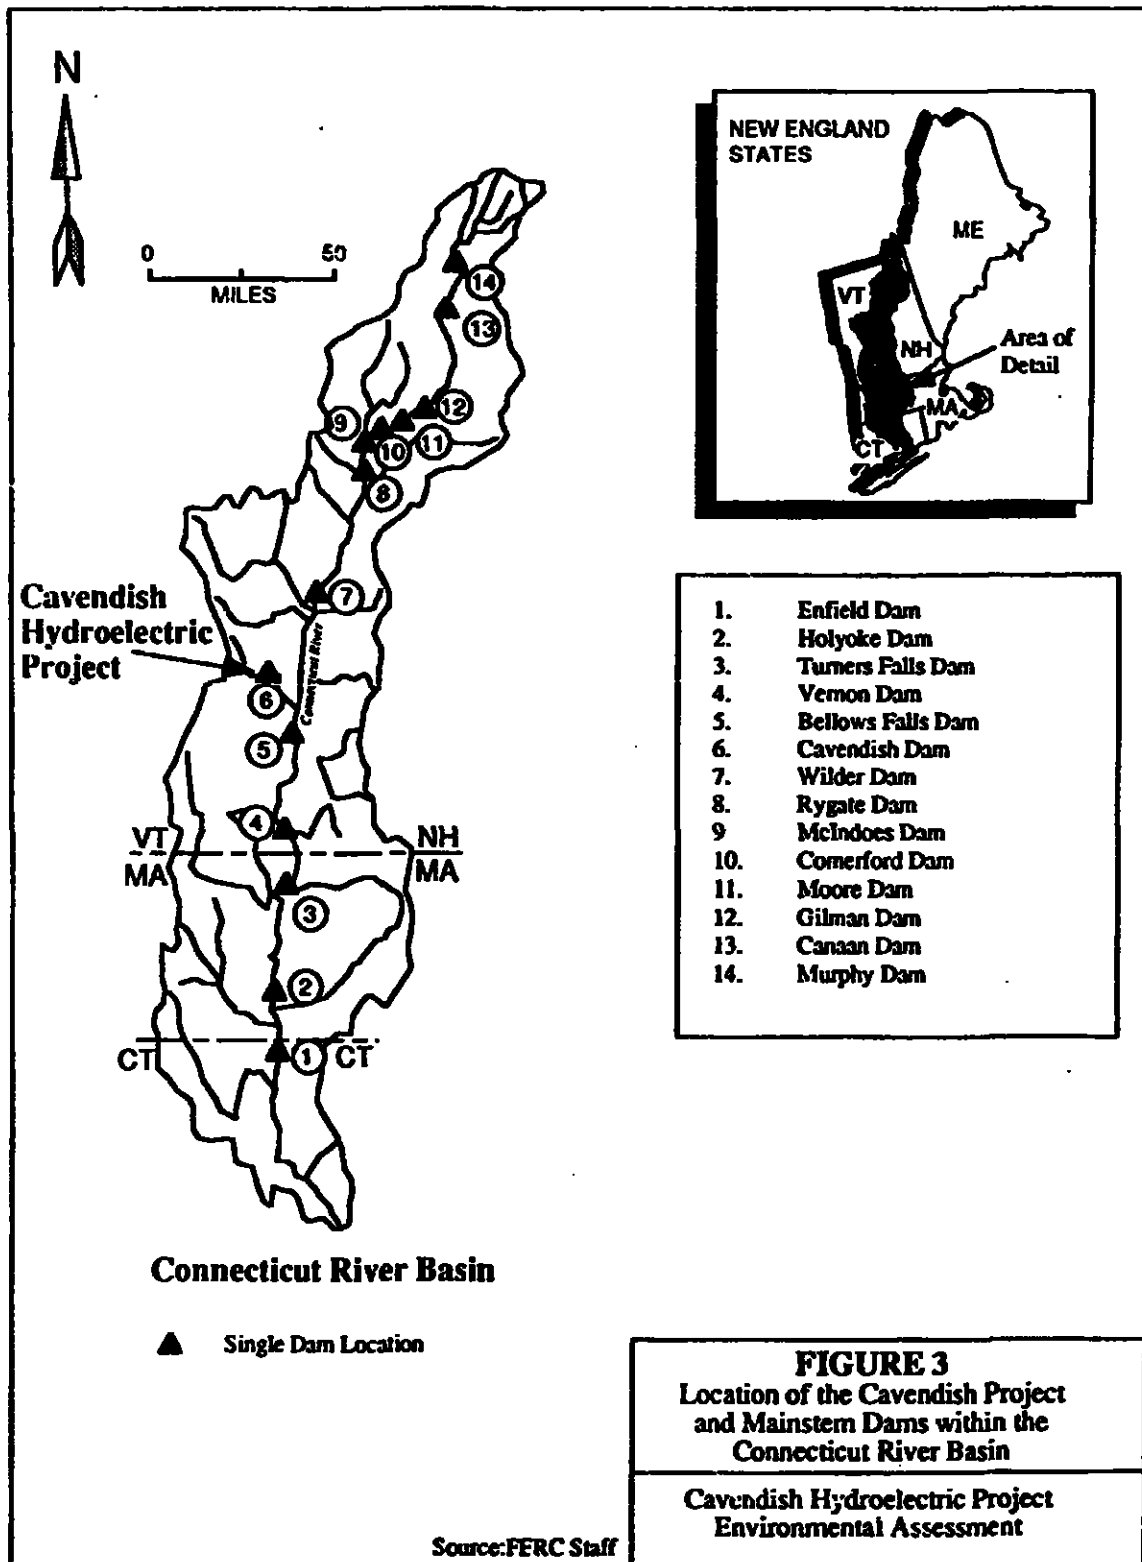 N
0 50
MILES
NEW ENGLAND
STATES
ME
VT
NH
Area of
Detail
MA
CT
14
13
12
9
11
10
8
7
Cavendish
Hydroelectric
Project
Connecticut River
6
5
4
VT NH
MA MA
3
2
1
CT CT
1. Enfield Dam
2. Holyoke Dam
3. Turners Falls Dam
4. Vernon Dam
5. Bellows Falls Dam
6. Cavendish Dam
7. Wilder Dam
8. Rygate Dam
9 McIndoes Dam
10. Comerford Dam
11. Moore Dam
12. Gilman Dam
13. Canaan Dam
14. Murphy Dam
Connecticut River Basin
Single Dam Location
FIGURE 3
Location of the Cavendish Project
and Mainstem Dams within the
Connecticut River Basin
Cavendish Hydroelectric Project
Environmental Assessment
Source:FERC Staff